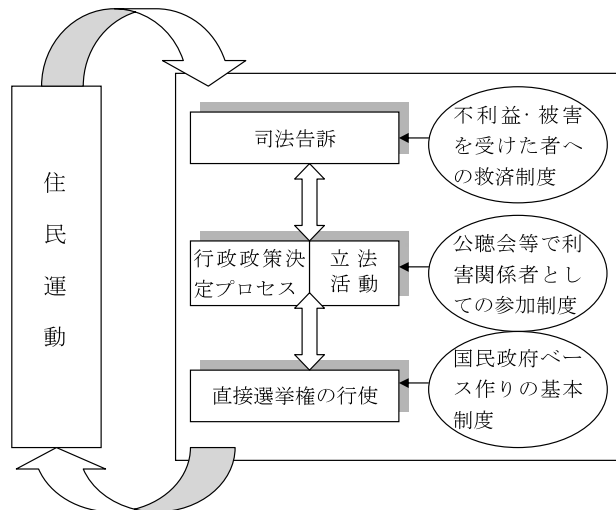 住民運動
司法告訴
不利益・被害
を受けた者へ
の救済制度
行政政策決
定プロセス
立法
活動
公聴会等で利
害関係者とし
ての参加制度
直接選挙権の行使
国民政府ベー
ス作りの基本
制度